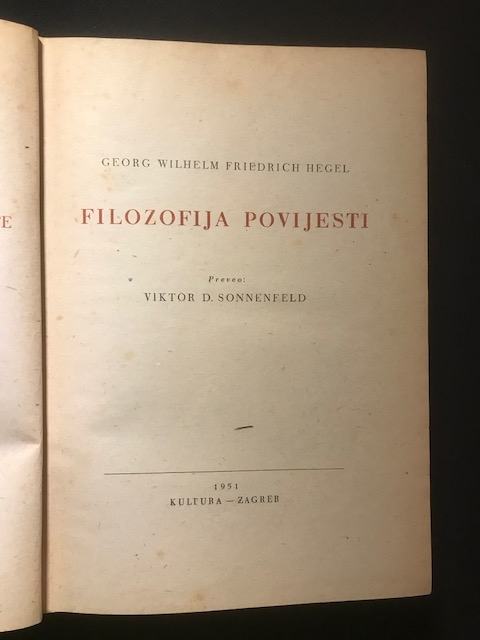 GEORG WILHELM FRIEDRICH HEGEL
FILOZOFIJA POVIJESTI
Preveo:
VIKTOR D. SONNENFELD
1951
KULTURA — ZAGREB